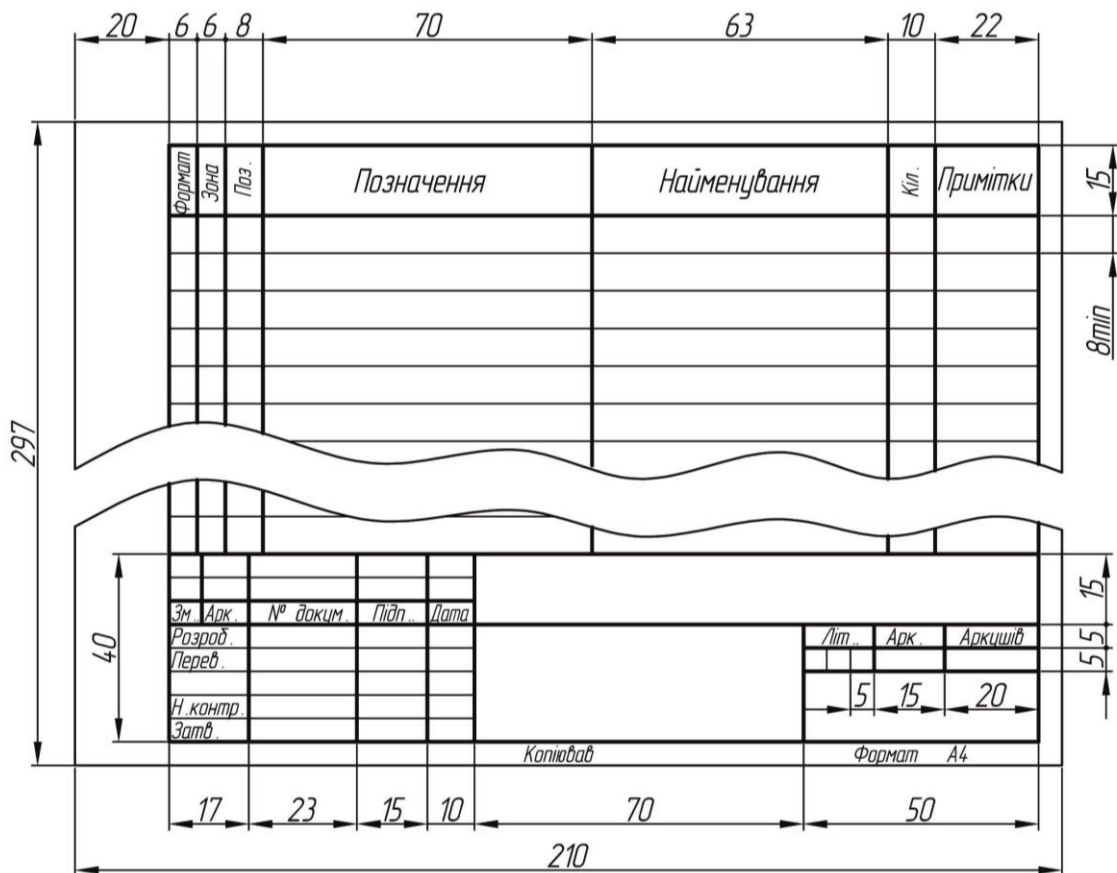 20 6 6 8 70 63 10 22
Формат Зона Поз. Позначення Найменування Кіл. Примітки
15
8min
297
40
15
Зм.. Арк. № докум. Підп.. Дата
Розроб. Літ.. Арк. Аркушів
5
Перев.
5
5 15 20
Н.контр.
Затв.
Копіював Формат А4
17 23 15 10 70 50
210